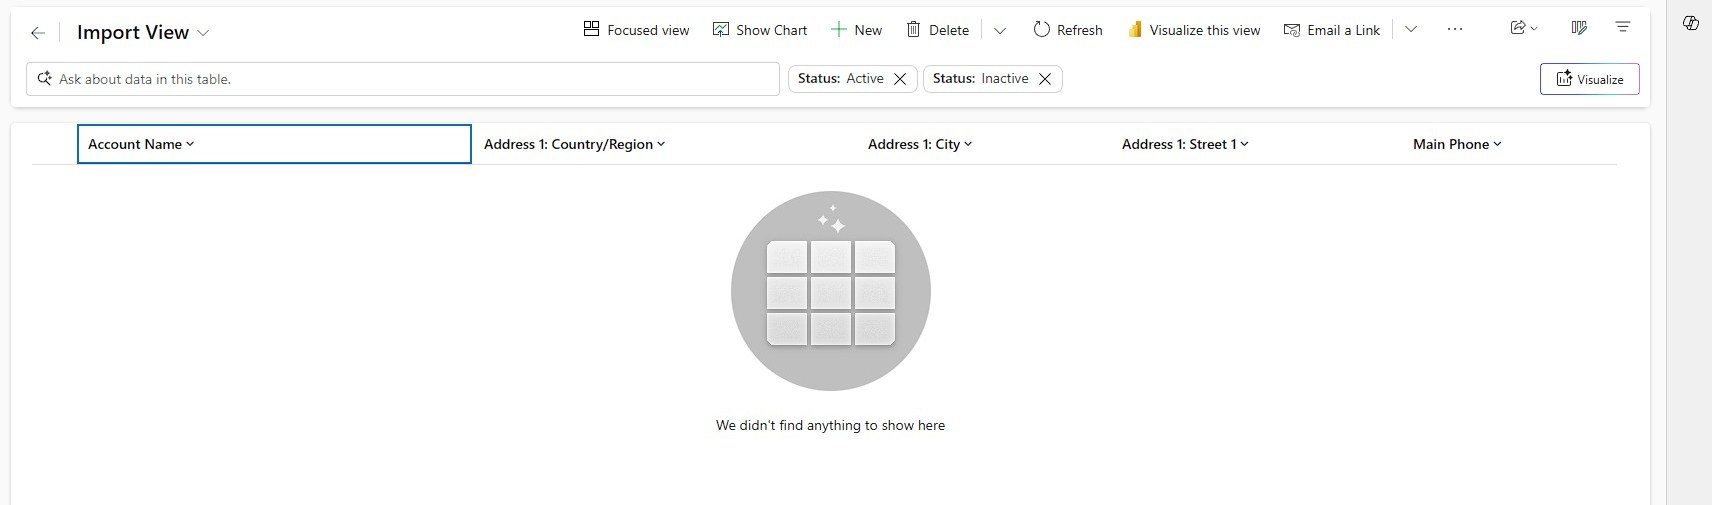 Import View
Focused view
Show Chart
New
Delete
Refresh
Visualize this view
Email a Link
Ask about data in this table.
Status: Active
Status: Inactive
Visualize
Account Name
Address 1: Country/Region
Address 1: City
Address 1: Street 1
Main Phone
We didn't find anything to show here